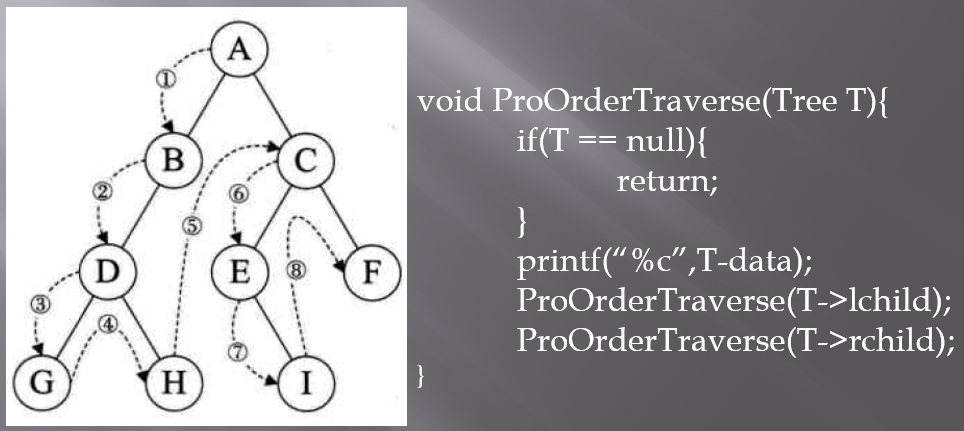 A
①
B
C
②
⑤
⑥
D
E
⑧
F
③
④
⑦
G
H
I
void ProOrderTraverse(Tree T){
if(T == null){
return;
}
printf(“%c”,T-data);
ProOrderTraverse(T->lchild);
ProOrderTraverse(T->rchild);
}